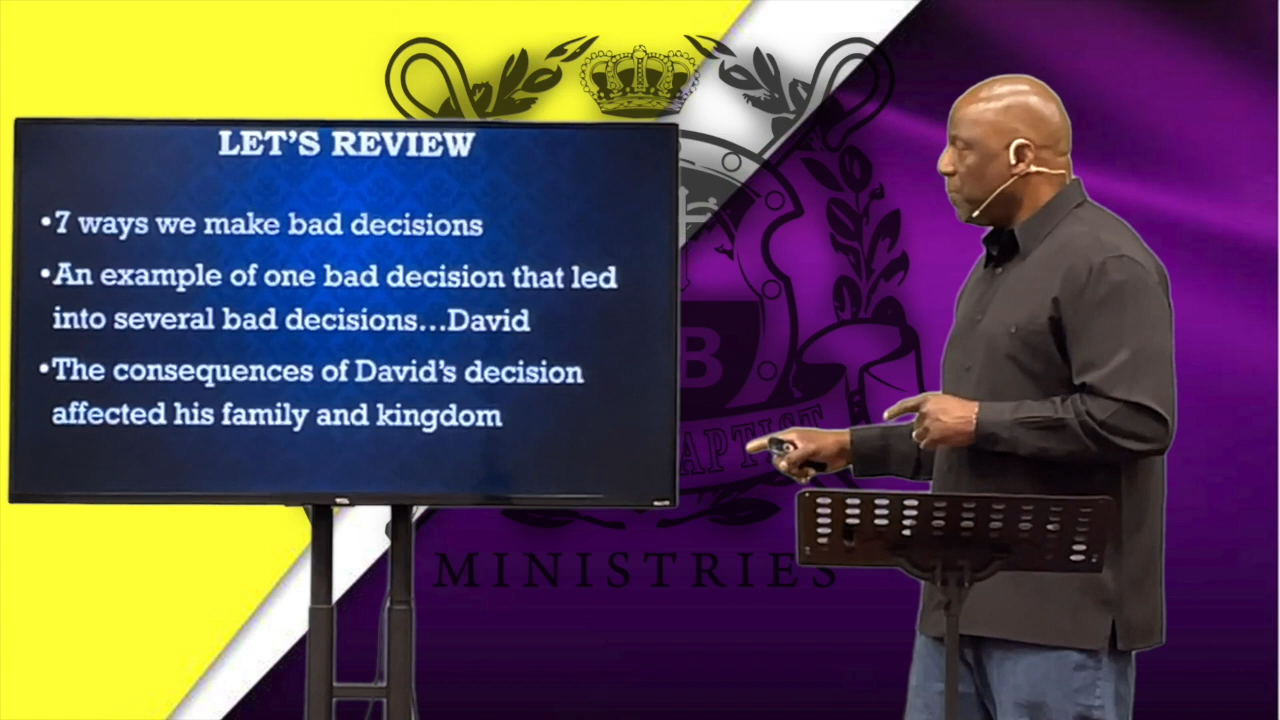 LET'S REVIEW
•7 ways we make bad decisions
•An example of one bad decision that led
into several bad decisions...David
•The consequences of David's decision
affected his family and kingdom
B
MINISTRIES